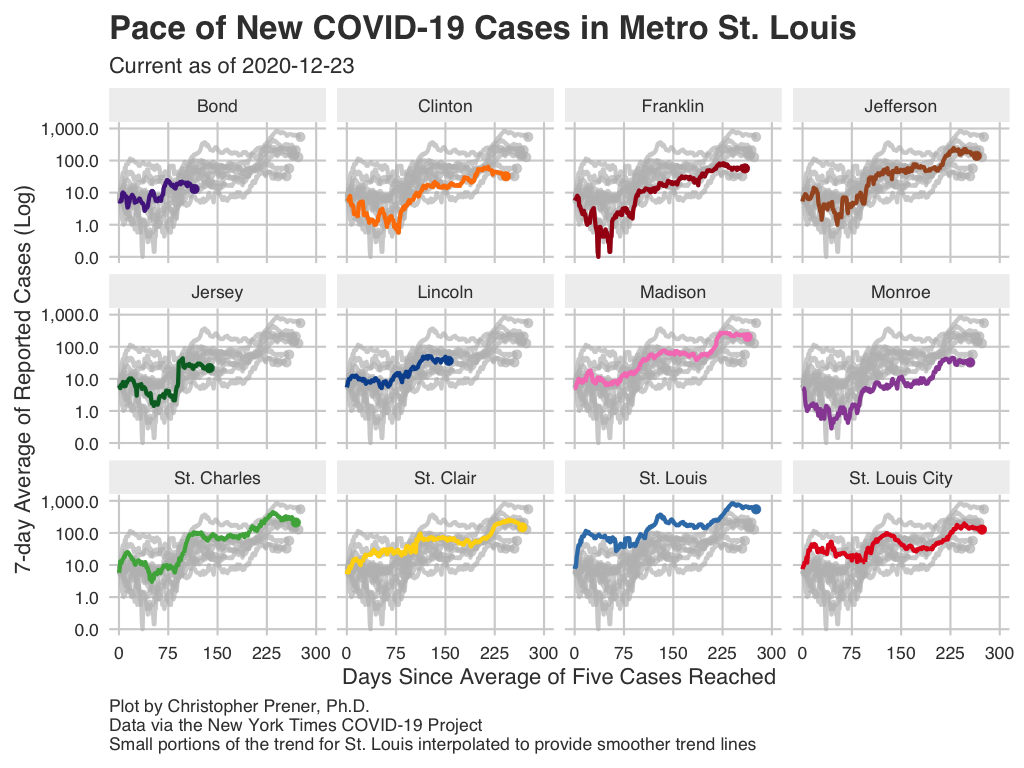 Pace of New COVID-19 Cases in Metro St. Louis
Current as of 2020-12-23
7-day Average of Reported Cases (Log)
Bond Clinton Franklin Jefferson
1,000.0
100.0
10.0
1.0
0.0
Jersey Lincoln Madison Monroe
1,000.0
100.0
10.0
1.0
0.0
St. Charles St. Clair St. Louis St. Louis City
1,000.0
100.0
10.0
1.0
0.0
0 75 150 225 300 0 75 150 225 300 0 75 150 225 300 0 75 150 225 300
Days Since Average of Five Cases Reached
Plot by Christopher Prener, Ph.D.
Data via the New York Times COVID-19 Project
Small portions of the trend for St. Louis interpolated to provide smoother trend lines